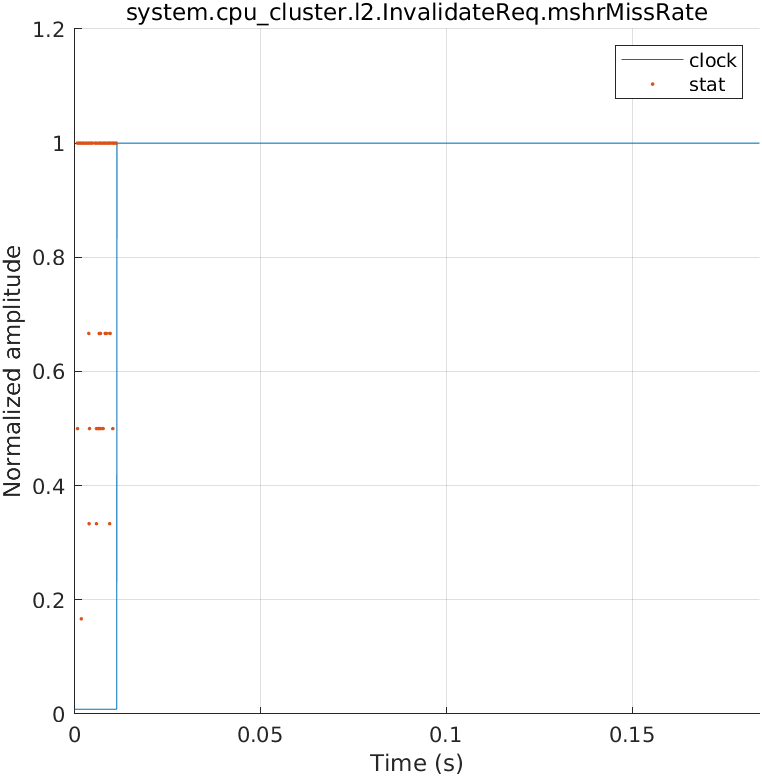 system.cpu_cluster.l2.InvalidateReq.mshrMissRate
1.2
clock
stat
1
0.8
0.6
0.4
0.2
0
Normalized amplitude
0 0.05 0.1 0.15
Time (s)